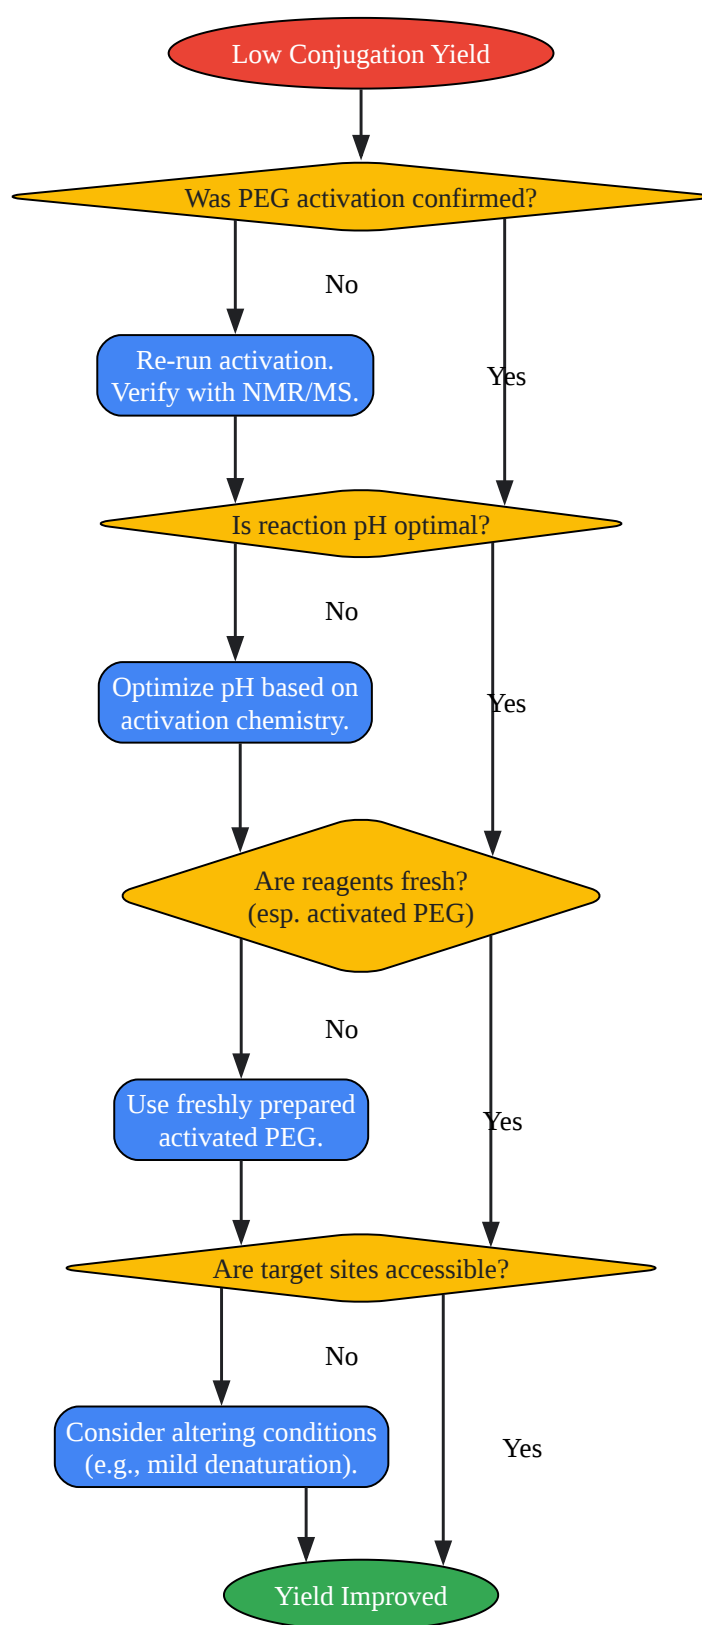 Low Conjugation Yield
Was PEG activation confirmed?
No
Re-run activation.
Verify with NMR/MS.
Yes
Is reaction pH optimal?
No
Optimize pH based on
activation chemistry.
Yes
Are reagents fresh?
(esp. activated PEG)
No
Use freshly prepared
activated PEG.
Yes
Are target sites accessible?
No
Consider altering conditions
(e.g., mild denaturation).
Yes
Yield Improved